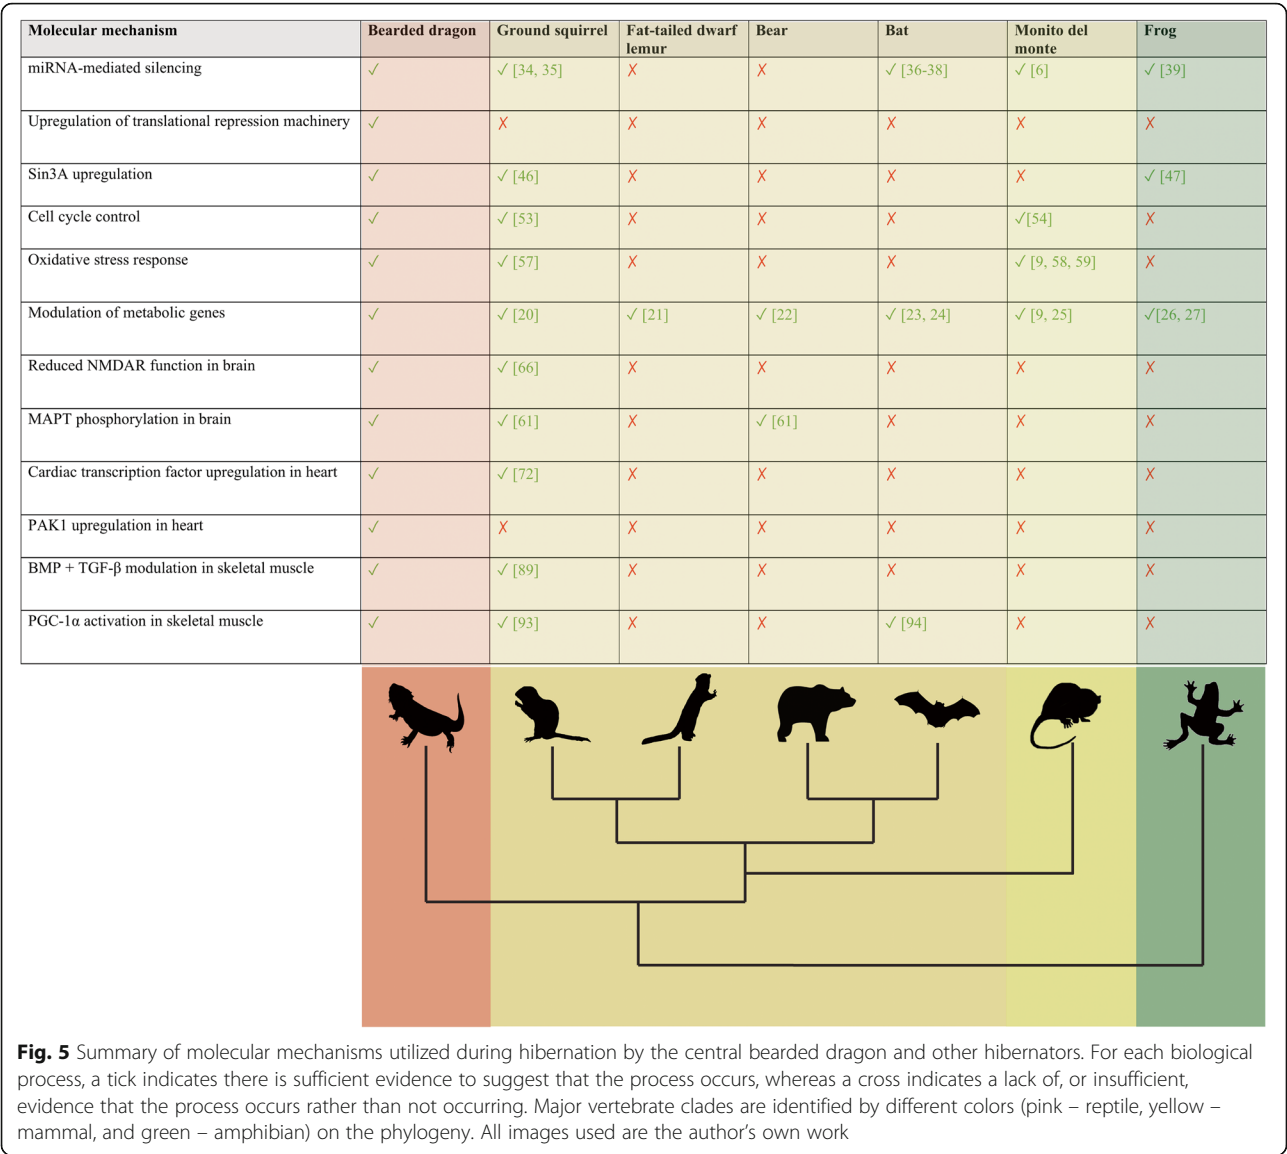 Molecular mechanism Bearded dragon Ground squirrel Fat-tailed dwarf lemur Bear Bat Monito del monte Frog
miRNA-mediated silencing ✓ ✓ [34, 35] ✗ ✗ ✓ [36-38] ✓ [6] ✓ [39]
Upregulation of translational repression machinery ✓ ✗ ✗ ✗ ✗ ✗ ✗
Sin3A upregulation ✓ ✓ [46] ✗ ✗ ✗ ✗ ✓ [47]
Cell cycle control ✓ ✓ [53] ✗ ✗ ✗ ✓[54] ✗
Oxidative stress response ✓ ✓ [57] ✗ ✗ ✗ ✓ [9, 58, 59] ✗
Modulation of metabolic genes ✓ ✓ [20] ✓ [21] ✓ [22] ✓ [23, 24] ✓ [9, 25] ✓[26, 27]
Reduced NMDAR function in brain ✓ ✓ [66] ✗ ✗ ✗ ✗ ✗
MAPT phosphorylation in brain ✓ ✓ [61] ✗ ✓ [61] ✗ ✗ ✗
Cardiac transcription factor upregulation in heart ✓ ✓ [72] ✗ ✗ ✗ ✗ ✗
PAK1 upregulation in heart ✓ ✗ ✗ ✗ ✗ ✗ ✗
BMP + TGF-β modulation in skeletal muscle ✓ ✓ [89] ✗ ✗ ✗ ✗ ✗
PGC-1α activation in skeletal muscle ✓ ✓ [93] ✗ ✗ ✓ [94] ✗ ✗
Fig. 5 Summary of molecular mechanisms utilized during hibernation by the central bearded dragon and other hibernators. For each biological
process, a tick indicates there is sufficient evidence to suggest that the process occurs, whereas a cross indicates a lack of, or insufficient,
evidence that the process occurs rather than not occurring. Major vertebrate clades are identified by different colors (pink – reptile, yellow –
mammal, and green – amphibian) on the phylogeny. All images used are the author's own work